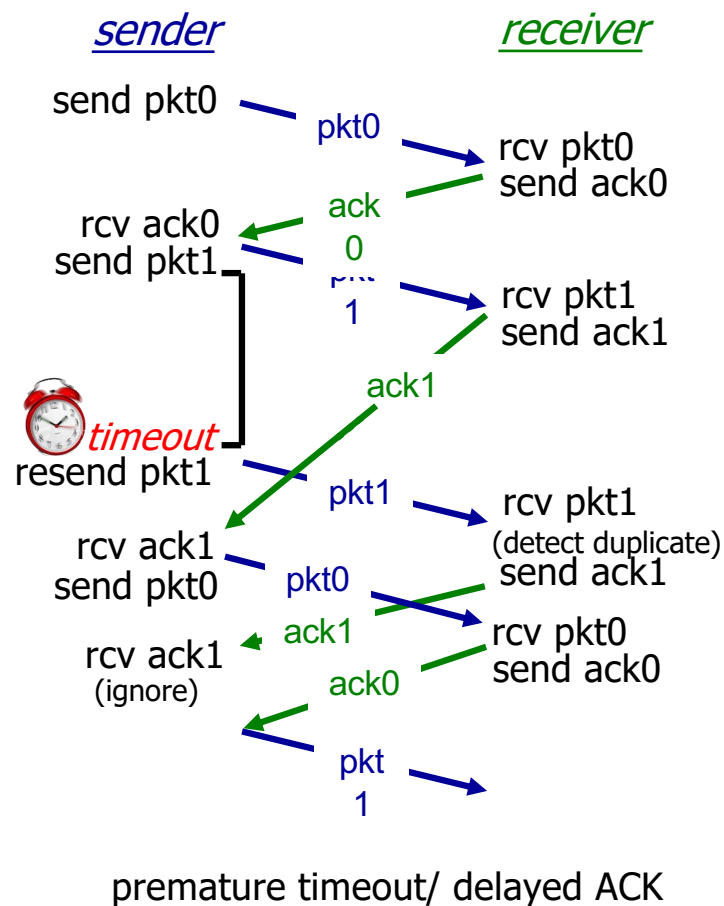 sender
receiver
send pkt0
pkt0
rcv pkt0
send ack0
ack
0
rcv ack0
send pkt1
pkt
1
rcv pkt1
send ack1
ack1
timeout
resend pkt1
pkt1
rcv pkt1
(detect duplicate)
send ack1
rcv ack1
send pkt0
pkt0
ack1
rcv pkt0
send ack0
rcv ack1
(ignore)
ack0
pkt
1
premature timeout/ delayed ACK